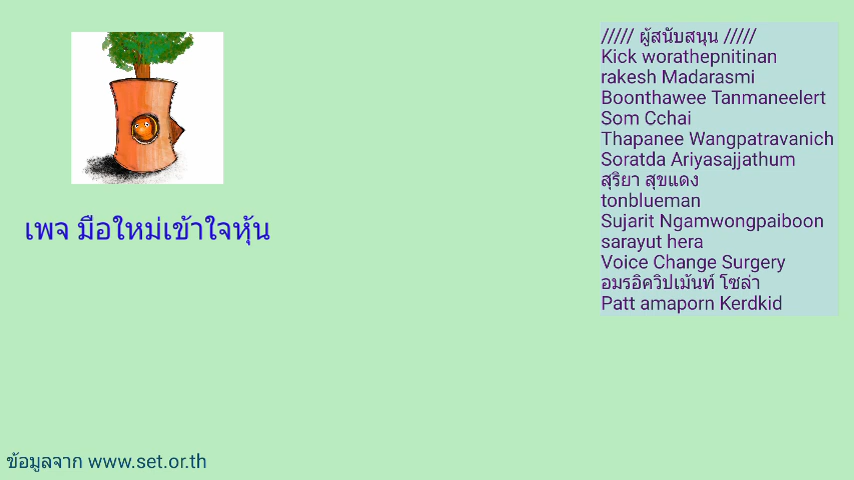 ///// ผู้สนับสนุน /////
Kick worathepnitinan
rakesh Madarasmi
Boonthawee Tanmaneelert
Som Cchai
Thapanee Wangpatravanich
Soratda Ariyasajjathum
สุริยา สุขแดง
tonblueman
Sujarit Ngamwongpaiboon
sarayut hera
Voice Change Surgery
อมรอิควิปเม้นท์ โซล่า
Patt amaporn Kerdkid
เพจ มือใหม่เข้าใจหุ้น
ข้อมูลจาก www.set.or.th